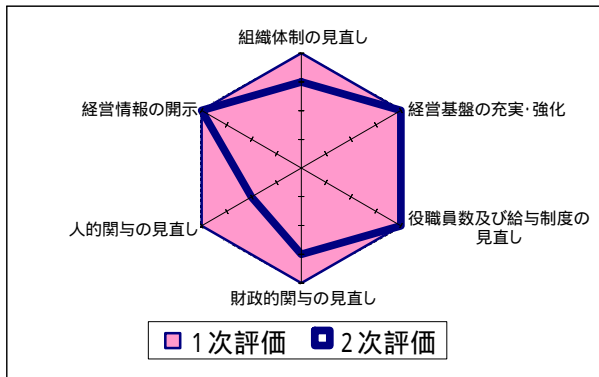 組織体制の見直し
経営情報の開示
経営基盤の充実･強化
人的関与の見直し
役職員数及び給与制度の
見直し
財政的関与の見直し
1次評価 2次評価